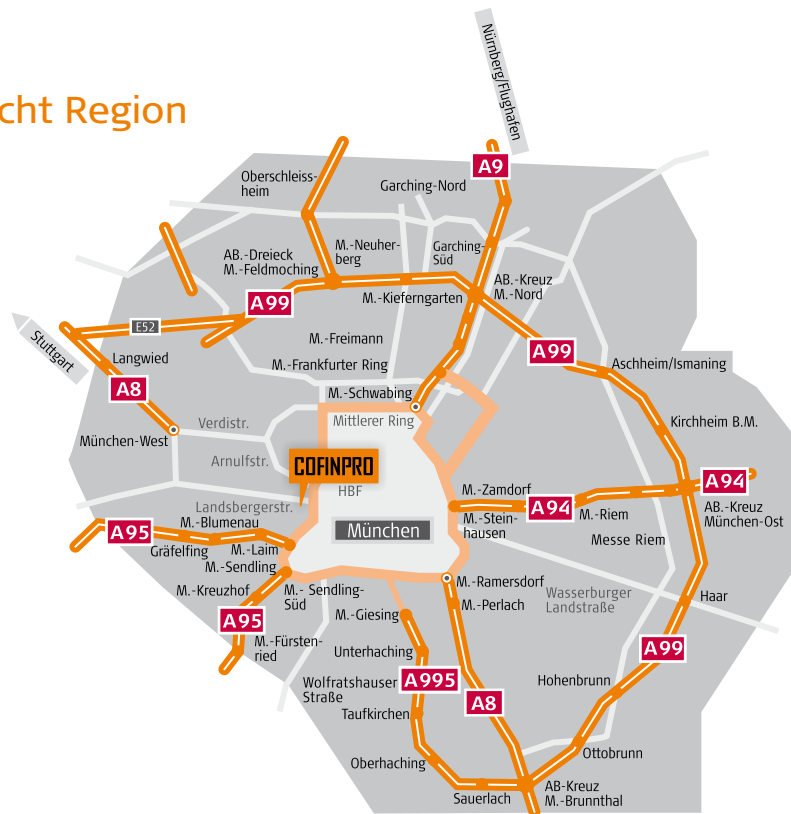 cht Region
Nürnberg/Flughafen
A9
Oberschleiss-
heim
Garching-Nord
M.-Neuher-
berg
Garching-
Süd
AB.-Dreieck
M.-Feldmoching
AB.-Kreuz
M.-Nord
M.-Kieferngarten
A99
E52
Stuttgart
M.-Freimann
A99
Langwied
M.-Frankfurter Ring
Aschheim/Ismaning
A8
M.-Schwabing
Mittlerer Ring
Verdistr.
Kirchheim B.M.
München-West
Arnulfstr.
COFINPRO
HBF
M.-Zamdorf
A94
A94
Landsbergerstr.
M.-Riem
AB.-Kreuz
München-Ost
M.-Stein-
hausen
M.-Blumenau
A95
München
Messe Riem
Gräfelfing
M.-Laim
M.-Sendling
M.-Ramersdorf
M.-Kreuzhof
M.- Sendling-
Süd
M.-Perlach
Wasserburger
Landstraße
Haar
M.-Giesing
A95
M.-Fürsten-
ried
Unterhaching
A99
Wolfratshauser
Straße
A995
Hohenbrunn
A8
Taufkirchen
Ottobrunn
Oberhaching
Sauerlach
AB-Kreuz
M.-Brunnthal